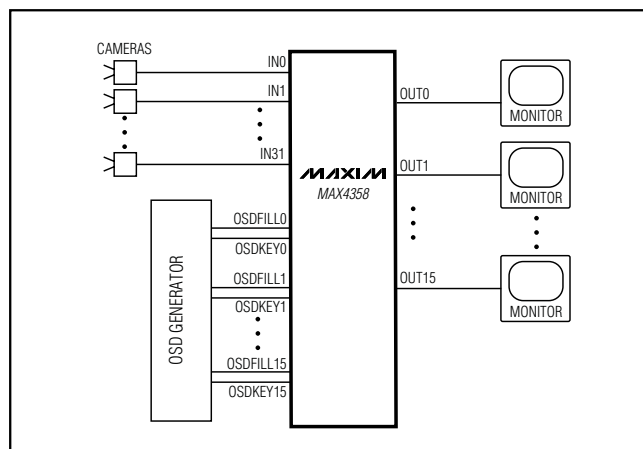 CAMERAS
IN0
IN1
IN31
OSDFILL0
OSDKEY0
OSDFILL1
OSDKEY1
OSDFILL15
OSDKEY15
OSD GENERATOR
MAXIM
MAX4358
OUT0
OUT1
OUT15
MONITOR
MONITOR
MONITOR